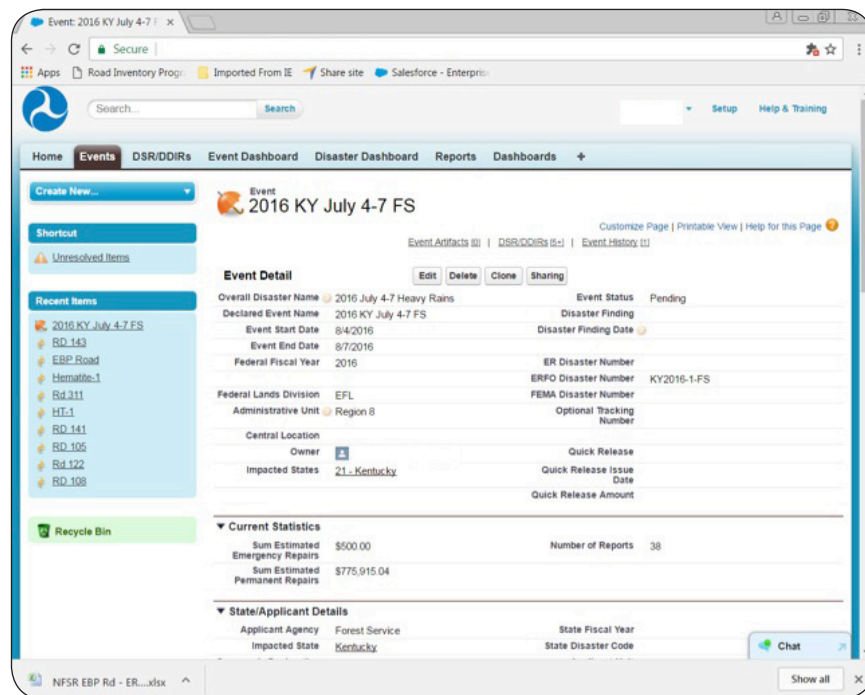 Event: 2016 KY July 4-7 F
Secure
Apps Road Inventory Progr Imported From IE Share site Salesforce - Enterpris
Search... Search Setup Help & Training
Home Events DSR/DDIRs Event Dashboard Disaster Dashboard Reports Dashboards +
Create New...
Shortcut
Unresolved Items
Recent Items
2016 KY July 4-7 FS
RD 143
EBP Road
Hematite-1
Rd 311
HT-1
RD 141
RD 105
Rd 122
RD 108
Recycle Bin
Event
2016 KY July 4-7 FS
Customize Page | Printable View | Help for this Page
Event Artifacts [0] | DSR/DDIRs [5+] | Event History [1]
Event Detail Edit Delete Clone Sharing
Overall Disaster Name 2016 July 4-7 Heavy Rains Event Status Pending
Declared Event Name 2016 KY July 4-7 FS Disaster Finding
Event Start Date 8/4/2016 Disaster Finding Date
Event End Date 8/7/2016
Federal Fiscal Year 2016 ER Disaster Number
ERFO Disaster Number KY2016-1-FS
Federal Lands Division EFL FEMA Disaster Number
Administrative Unit Region 8 Optional Tracking
Number
Central Location
Owner Quick Release
Impacted States 21 - Kentucky Quick Release Issue
Date
Quick Release Amount
Current Statistics
Sum Estimated $500.00 Number of Reports 38
Emergency Repairs
Sum Estimated $775,915.04
Permanent Repairs
State/Applicant Details
Applicant Agency Forest Service State Fiscal Year
Impacted State Kentucky State Disaster Code
Chat
NFSR EBP Rd - ER....xlsx Show all